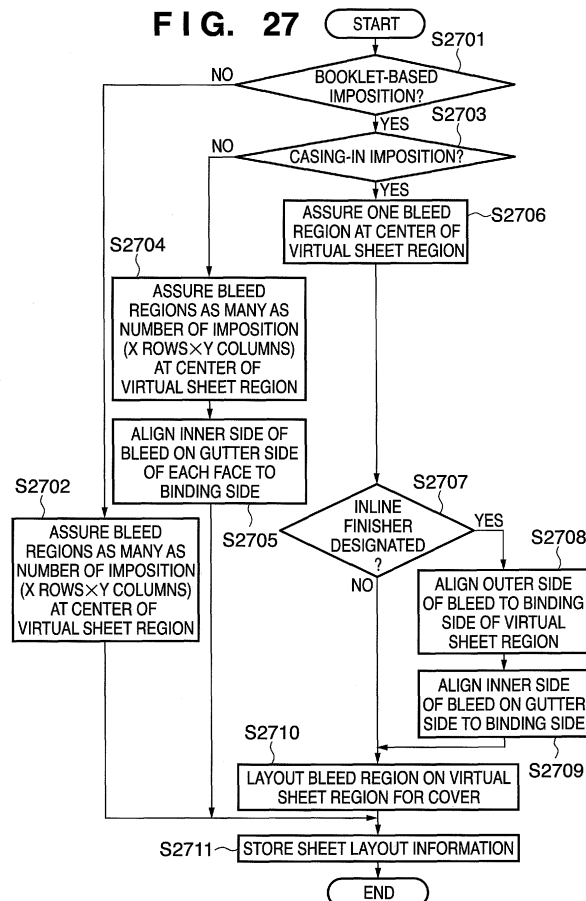 FIG. 27
START
S2701
BOOKLET-BASED
IMPOSITION?
NO
YES
S2703
CASING-IN IMPOSITION?
NO
YES
S2706
ASSURE ONE BLEED
REGION AT CENTER OF
VIRTUAL SHEET REGION
S2704
ASSURE BLEED
REGIONS AS MANY AS
NUMBER OF IMPOSITION
(X ROWS×Y COLUMNS)
AT CENTER OF
VIRTUAL SHEET REGION
ALIGN INNER SIDE OF
BLEED ON GUTTER SIDE
OF EACH FACE TO
BINDING SIDE
S2705
S2702
ASSURE BLEED
REGIONS AS MANY AS
NUMBER OF IMPOSITION
(X ROWS×Y COLUMNS)
AT CENTER OF
VIRTUAL SHEET REGION
S2707
INLINE
FINISHER
DESIGNATED
?
YES
NO
S2708
ALIGN OUTER SIDE
OF BLEED TO BINDING
SIDE OF VIRTUAL
SHEET REGION
ALIGN INNER SIDE
OF BLEED ON GUTTER
SIDE TO BINDING SIDE
S2709
S2710
LAYOUT BLEED REGION ON VIRTUAL
SHEET REGION FOR COVER
S2711
STORE SHEET LAYOUT INFORMATION
END